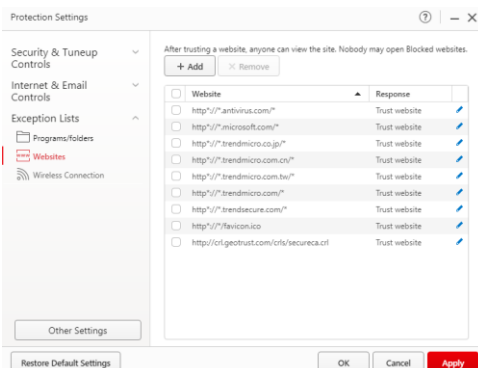 Protection Settings
Security & Tuneup
Controls
Internet & Email
Controls
Exception Lists
Programs/folders
Websites
Wireless Connection
Other Settings
After trusting a website, anyone can view the site. Nobody may open Blocked websites.
+ Add
× Remove
Website
Response
http*://*.antivirus.com/* Trust website
http*://*.microsoft.com/* Trust website
http*://*.trendmicro.co.jp/* Trust website
http*://*.trendmicro.com.cn/* Trust website
http*://*.trendmicro.com.tw/* Trust website
http*://*.trendmicro.com/* Trust website
http*://*.trendsecure.com/* Trust website
http*://*/favicon.ico Trust website
http://crl.geotrust.com/crls/secureca.crl Trust website
Restore Default Settings
OK
Cancel
Apply